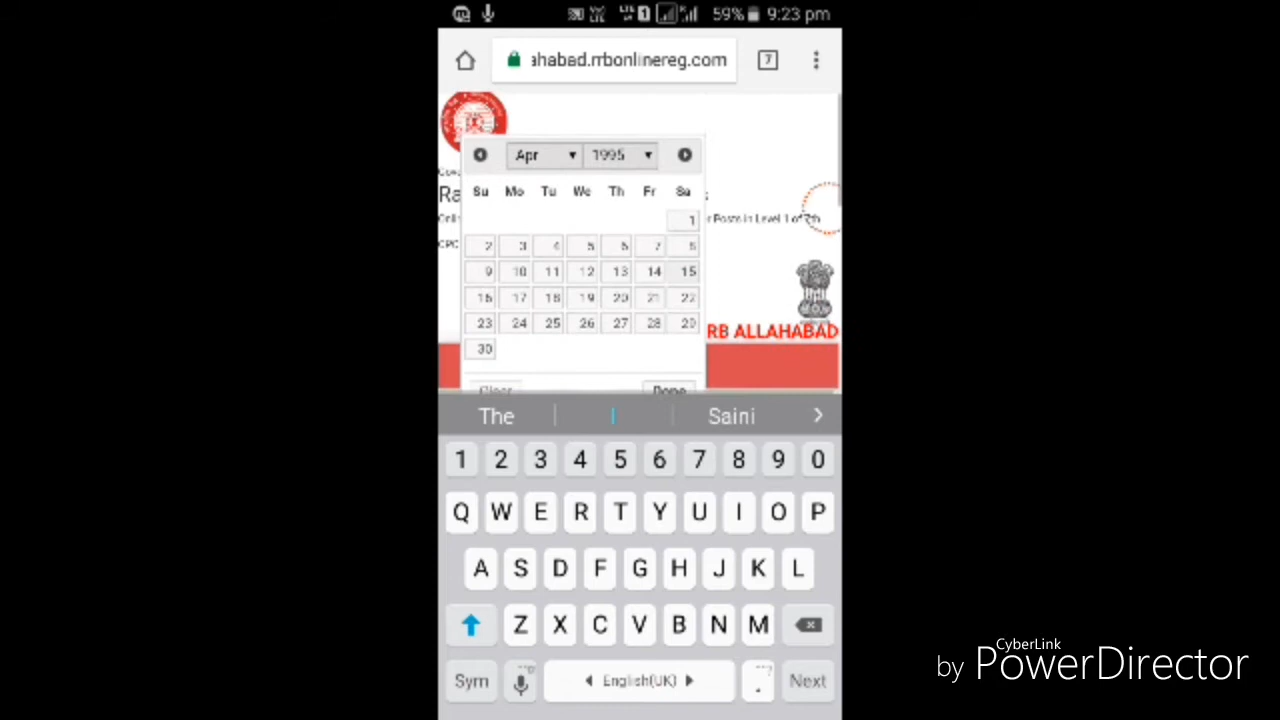 59% 9:23 pm
ahabad.rrbonlinereg.com 7
Apr 1995
Su Mo Tu We Th Fr Sa
1
2 3 4 5 6 7 8
9 10 11 12 13 14 15
16 17 18 19 20 21 22
23 24 25 26 27 28 29
30
Clear Done
Ra
r Posts in Level 1 of 7th
CPC
RB ALLAHABAD
The I Saini
1 2 3 4 5 6 7 8 9 0
Q W E R T Y U I O P
A S D F G H J K L
Z X C V B N M
Sym English(UK) . Next
CyberLink
by PowerDirector